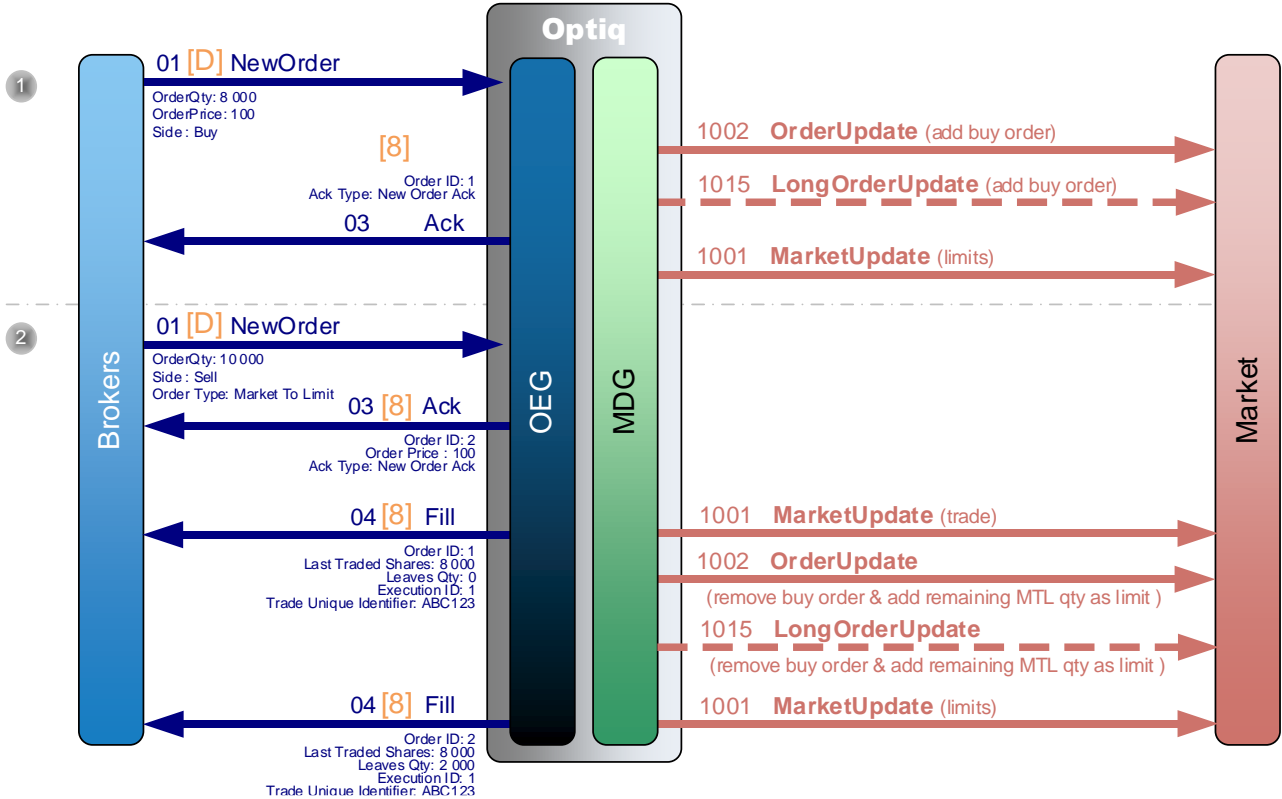 Optiq
1
01 [D] NewOrder
OrderQty: 8 000
OrderPrice: 100
Side : Buy
[8]
Order ID: 1
Ack Type: New Order Ack
03 Ack
1002 OrderUpdate (add buy order)
1015 LongOrderUpdate (add buy order)
1001 MarketUpdate (limits)
2
01 [D] NewOrder
OrderQty: 10 000
Side : Sell
Order Type: Market To Limit
03 [8] Ack
Order ID: 2
Order Price : 100
Ack Type: New Order Ack
Brokers
OEG
MDG
Market
04 [8] Fill
Order ID: 1
Last Traded Shares: 8 000
Leaves Qty: 0
Execution ID: 1
Trade Unique Identifier: ABC123
1001 MarketUpdate (trade)
1002 OrderUpdate
(remove buy order & add remaining MTL qty as limit )
1015 LongOrderUpdate
(remove buy order & add remaining MTL qty as limit )
04 [8] Fill
Order ID: 2
Last Traded Shares: 8 000
Leaves Qty: 2 000
Execution ID: 1
Trade Unique Identifier: ABC123
1001 MarketUpdate (limits)